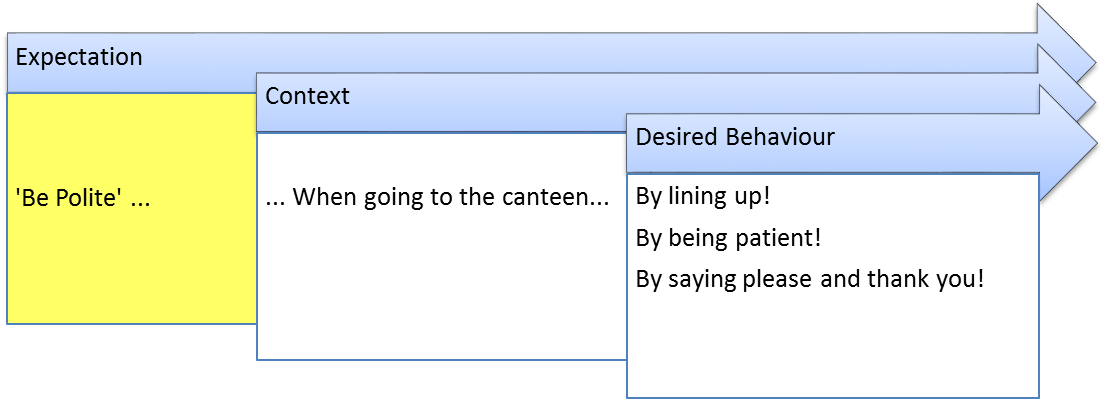 Expectation
Context
Desired Behaviour
'Be Polite' ...
... When going to the canteen...
By lining up!
By being patient!
By saying please and thank you!